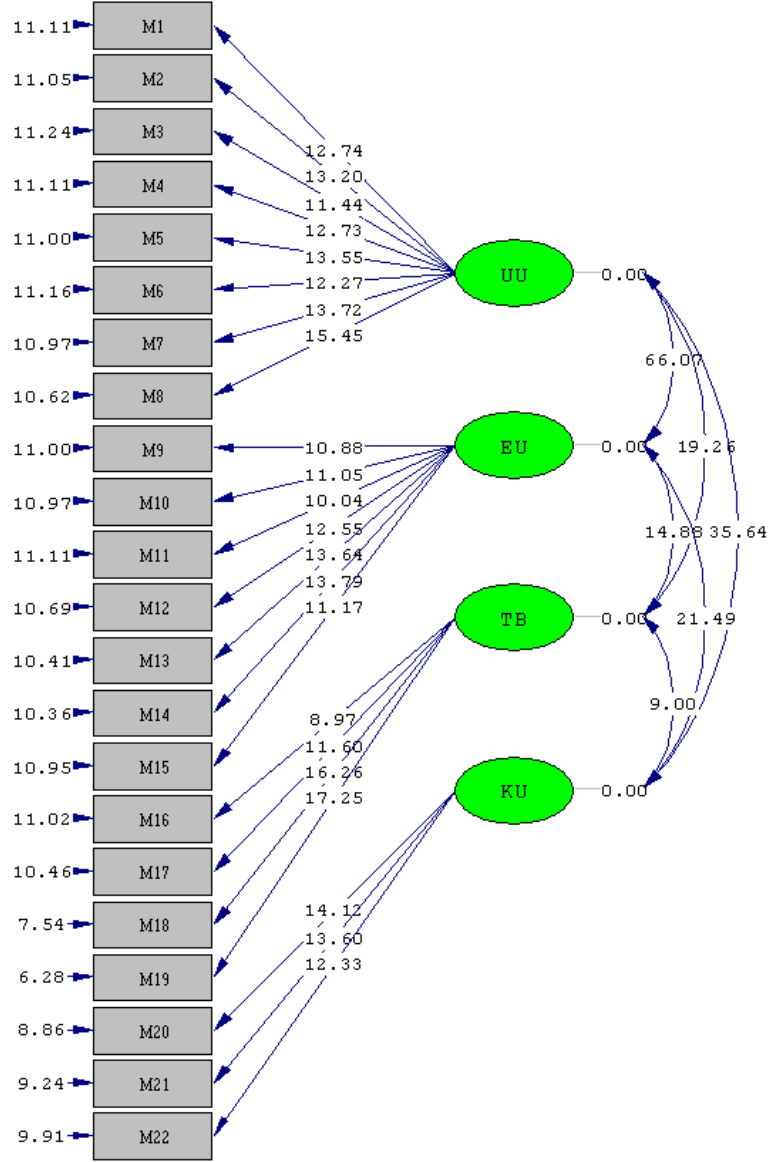 11.11 M1
11.05 M2
11.24 M3
11.11 M4
11.00 M5
11.16 M6
10.97 M7
10.62 M8
11.00 M9
10.97 M10
11.11 M11
10.69 M12
10.41 M13
10.36 M14
10.95 M15
11.02 M16
10.46 M17
7.54 M18
6.28 M19
8.86 M20
9.24 M21
9.91 M22
12.74
13.20
11.44
12.73
13.55
12.27
13.72
15.45
10.88
11.05
10.04
12.55
13.64
13.79
11.17
8.97
11.60
16.26
17.25
14.12
13.60
12.33
UU 0.00
EU 0.00
TB 0.00
KU 0.00
66.07
19.26
14.88 35.64
21.49
9.00